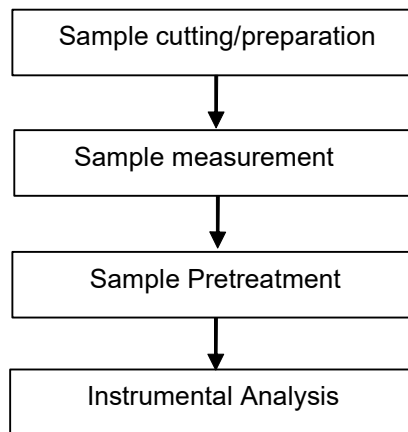 Sample cutting/preparation
Sample measurement
Sample Pretreatment
Instrumental Analysis